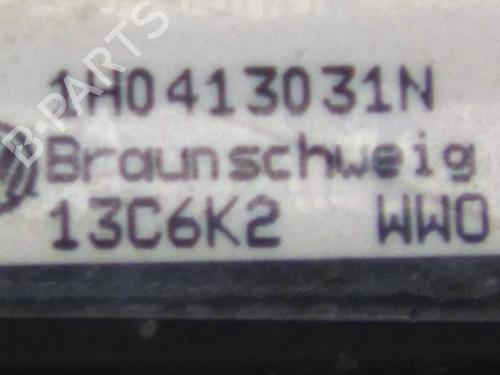 B-PARTS
1H0413031N
Braunschweig
13C6K2 WWO